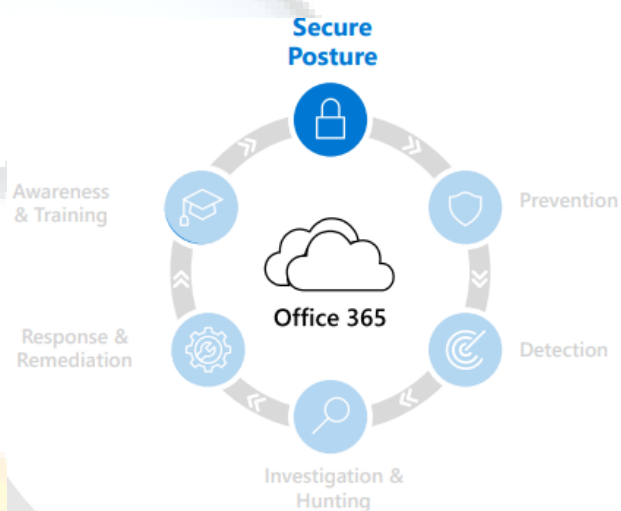 Secure
Posture
Awareness
& Training
Prevention
Office 365
Response &
Remediation
Detection
Investigation &
Hunting